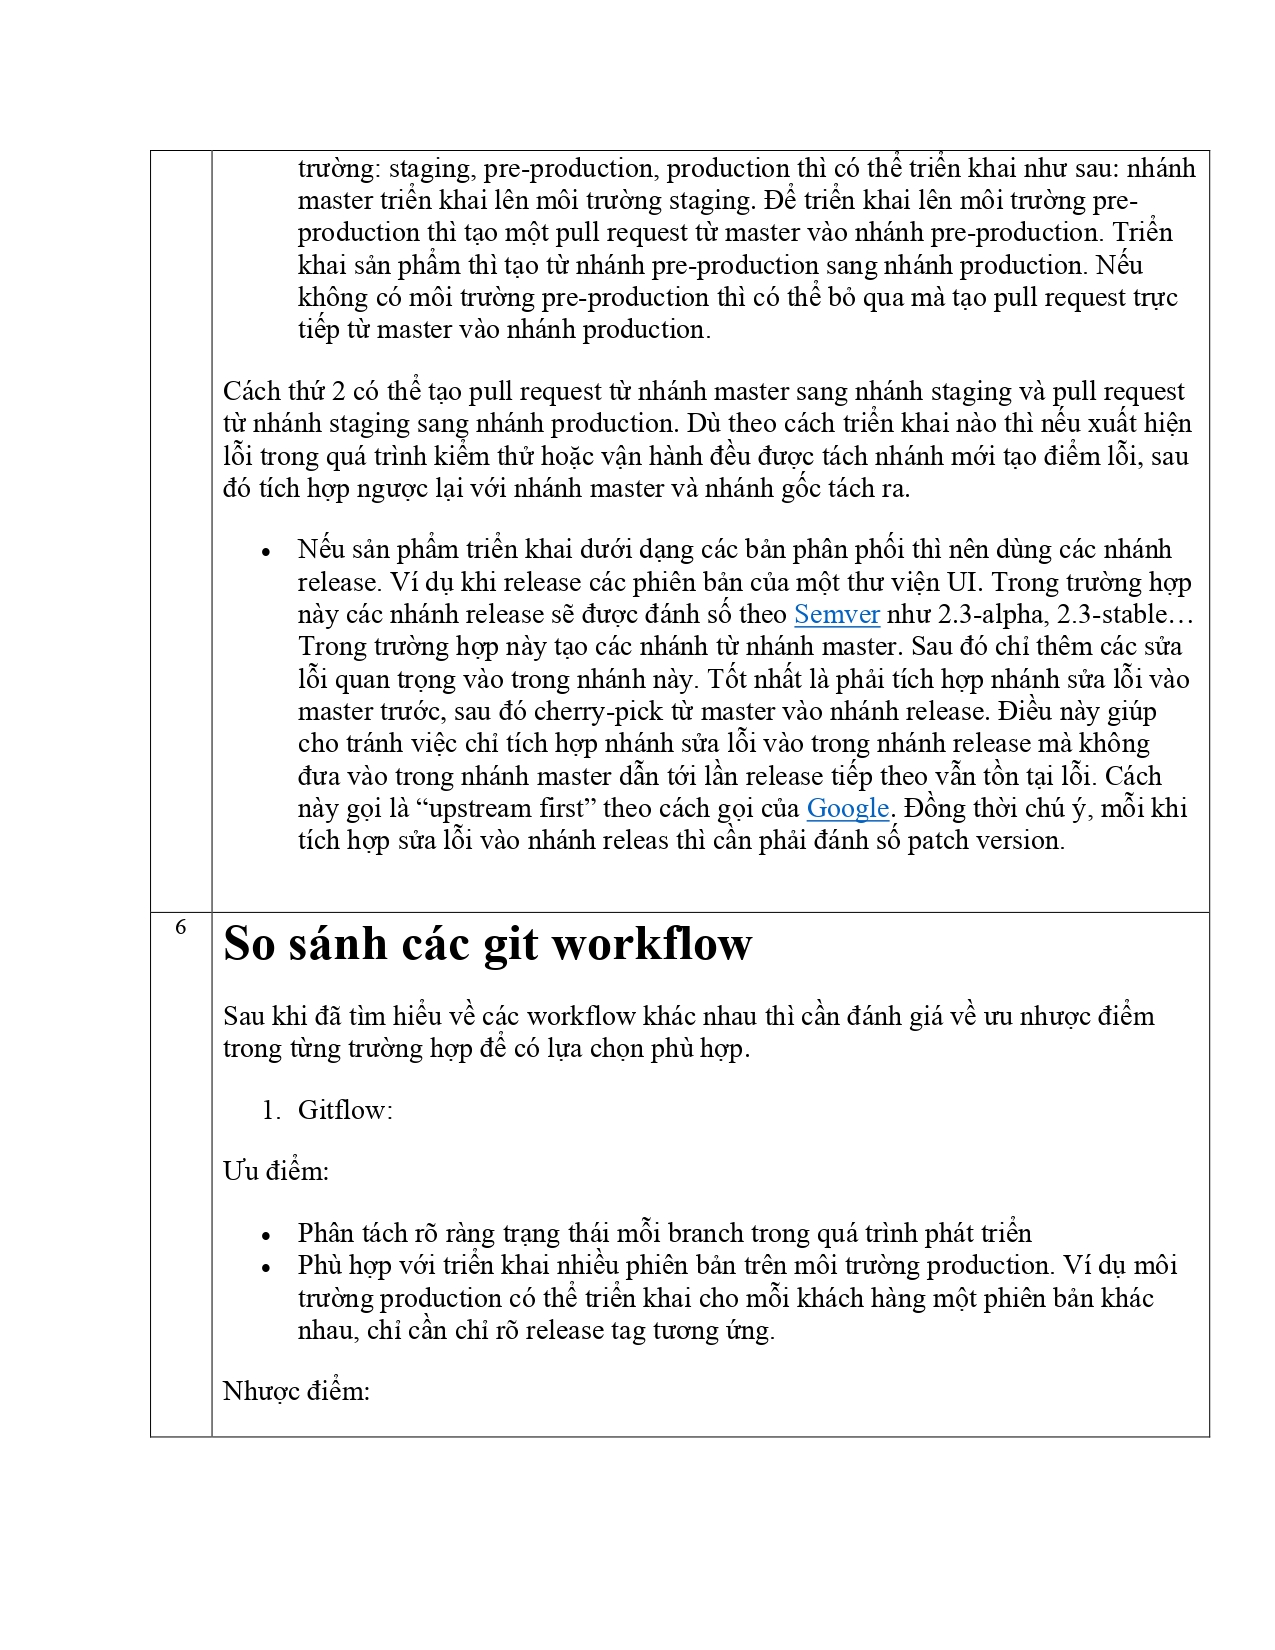 trường: staging, pre-production, production thì có thể triển khai như sau: nhánh
master triển khai lên môi trường staging. Để triển khai lên môi trường pre-
production thì tạo một pull request từ master vào nhánh pre-production. Triển
khai sản phẩm thì tạo từ nhánh pre-production sang nhánh production. Nếu
không có môi trường pre-production thì có thể bỏ qua mà tạo pull request trực
tiếp từ master vào nhánh production.
Cách thứ 2 có thể tạo pull request từ nhánh master sang nhánh staging và pull request
từ nhánh staging sang nhánh production. Dù theo cách triển khai nào thì nếu xuất hiện
lỗi trong quá trình kiểm thử hoặc vận hành đều được tách nhánh mới tạo điểm lỗi, sau
đó tích hợp ngược lại với nhánh master và nhánh gốc tách ra.
• Nếu sản phẩm triển khai dưới dạng các bản phân phối thì nên dùng các nhánh
release. Ví dụ khi release các phiên bản của một thư viện UI. Trong trường hợp
này các nhánh release sẽ được đánh số theo Semver như 2.3-alpha, 2.3-stable…
Trong trường hợp này tạo các nhánh từ nhánh master. Sau đó chỉ thêm các sửa
lỗi quan trọng vào trong nhánh này. Tốt nhất là phải tích hợp nhánh sửa lỗi vào
master trước, sau đó cherry-pick từ master vào nhánh release. Điều này giúp
cho tránh việc chỉ tích hợp nhánh sửa lỗi vào trong nhánh release mà không
đưa vào trong nhánh master dẫn tới lần release tiếp theo vẫn tồn tại lỗi. Cách
này gọi là “upstream first” theo cách gọi của Google. Đồng thời chú ý, mỗi khi
tích hợp sửa lỗi vào nhánh releas thì cần phải đánh số patch version.
6
So sánh các git workflow
Sau khi đã tìm hiểu về các workflow khác nhau thì cần đánh giá về ưu nhược điểm
trong từng trường hợp để có lựa chọn phù hợp.
1. Gitflow:
Ưu điểm:
• Phân tách rõ ràng trạng thái mỗi branch trong quá trình phát triển
• Phù hợp với triển khai nhiều phiên bản trên môi trường production. Ví dụ môi
trường production có thể triển khai cho mỗi khách hàng một phiên bản khác
nhau, chỉ cần chỉ rõ release tag tương ứng.
Nhược điểm: